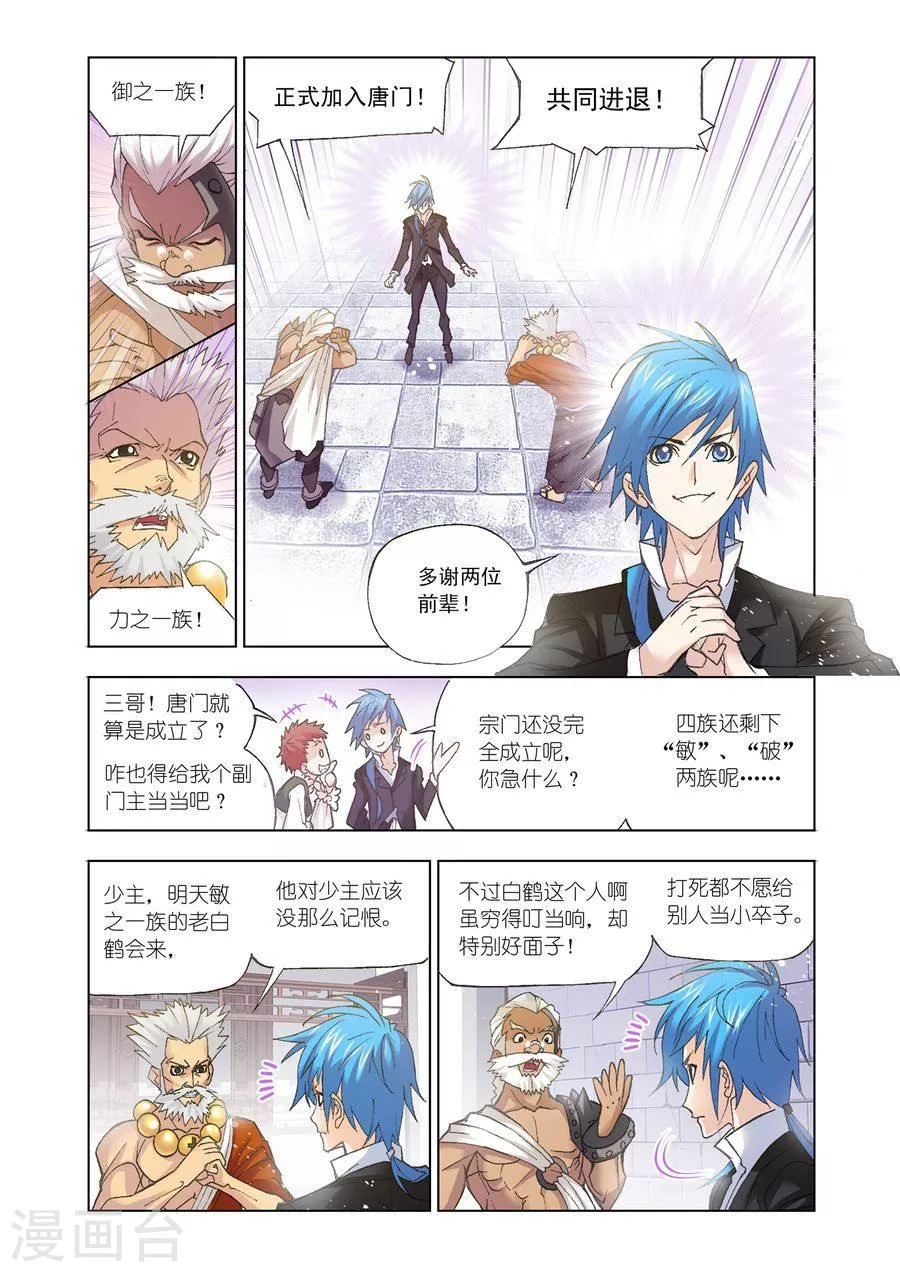 御之一族！
力之一族！
正式加入唐门！
共同进退！
多谢两位
前辈！
三哥！唐门就
算是成立了？
咋也得给我个副
门主当当吧？
宗门还没完
全成立呢，
你急什么？
四族还剩下
“敏”、“破”
两族呢……
少主，明天敏
之一族的老白
鹤会来，
他对少主应该
没那么记恨。
不过白鹤这个人啊
虽穷得叮当响，却
特别好面子！
打死都不愿给
别人当小卒子。
漫画台